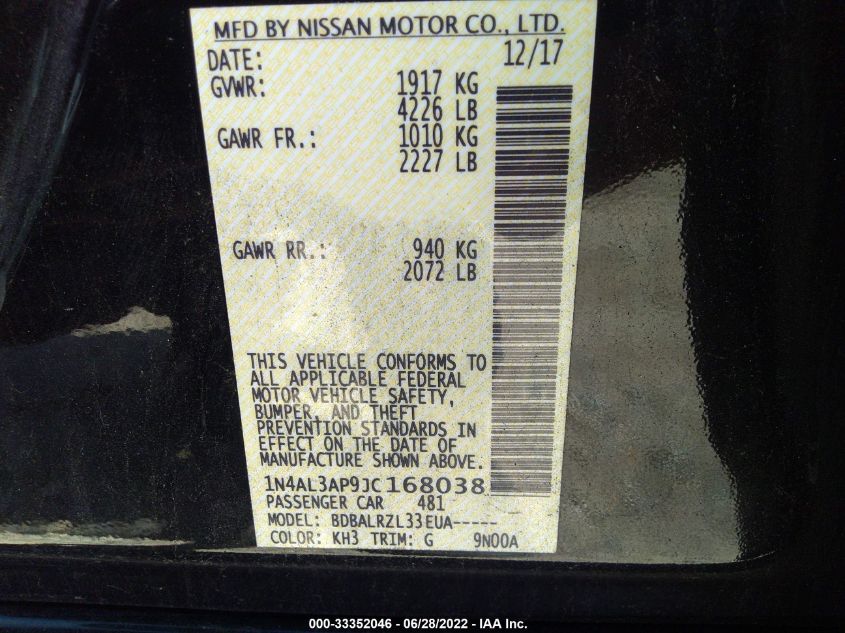 MFD BY NISSAN MOTOR CO., LTD.
DATE: 12/17
GVWR: 1917 KG
4226 LB
GAWR FR.: 1010 KG
2227 LB
GAWR RR.: 940 KG
2072 LB
THIS VEHICLE CONFORMS TO
ALL APPLICABLE FEDERAL
MOTOR VEHICLE SAFETY,
BUMPER, AND THEFT
PREVENTION STANDARDS IN
EFFECT ON THE DATE OF
MANUFACTURE SHOWN ABOVE.
1N4AL3AP9JC168038
PASSENGER CAR 481
MODEL: BDBALRZL33EUA-----
COLOR: KH3 TRIM: G 9N00A
000-33352046 - 06/28/2022 - IAA Inc.